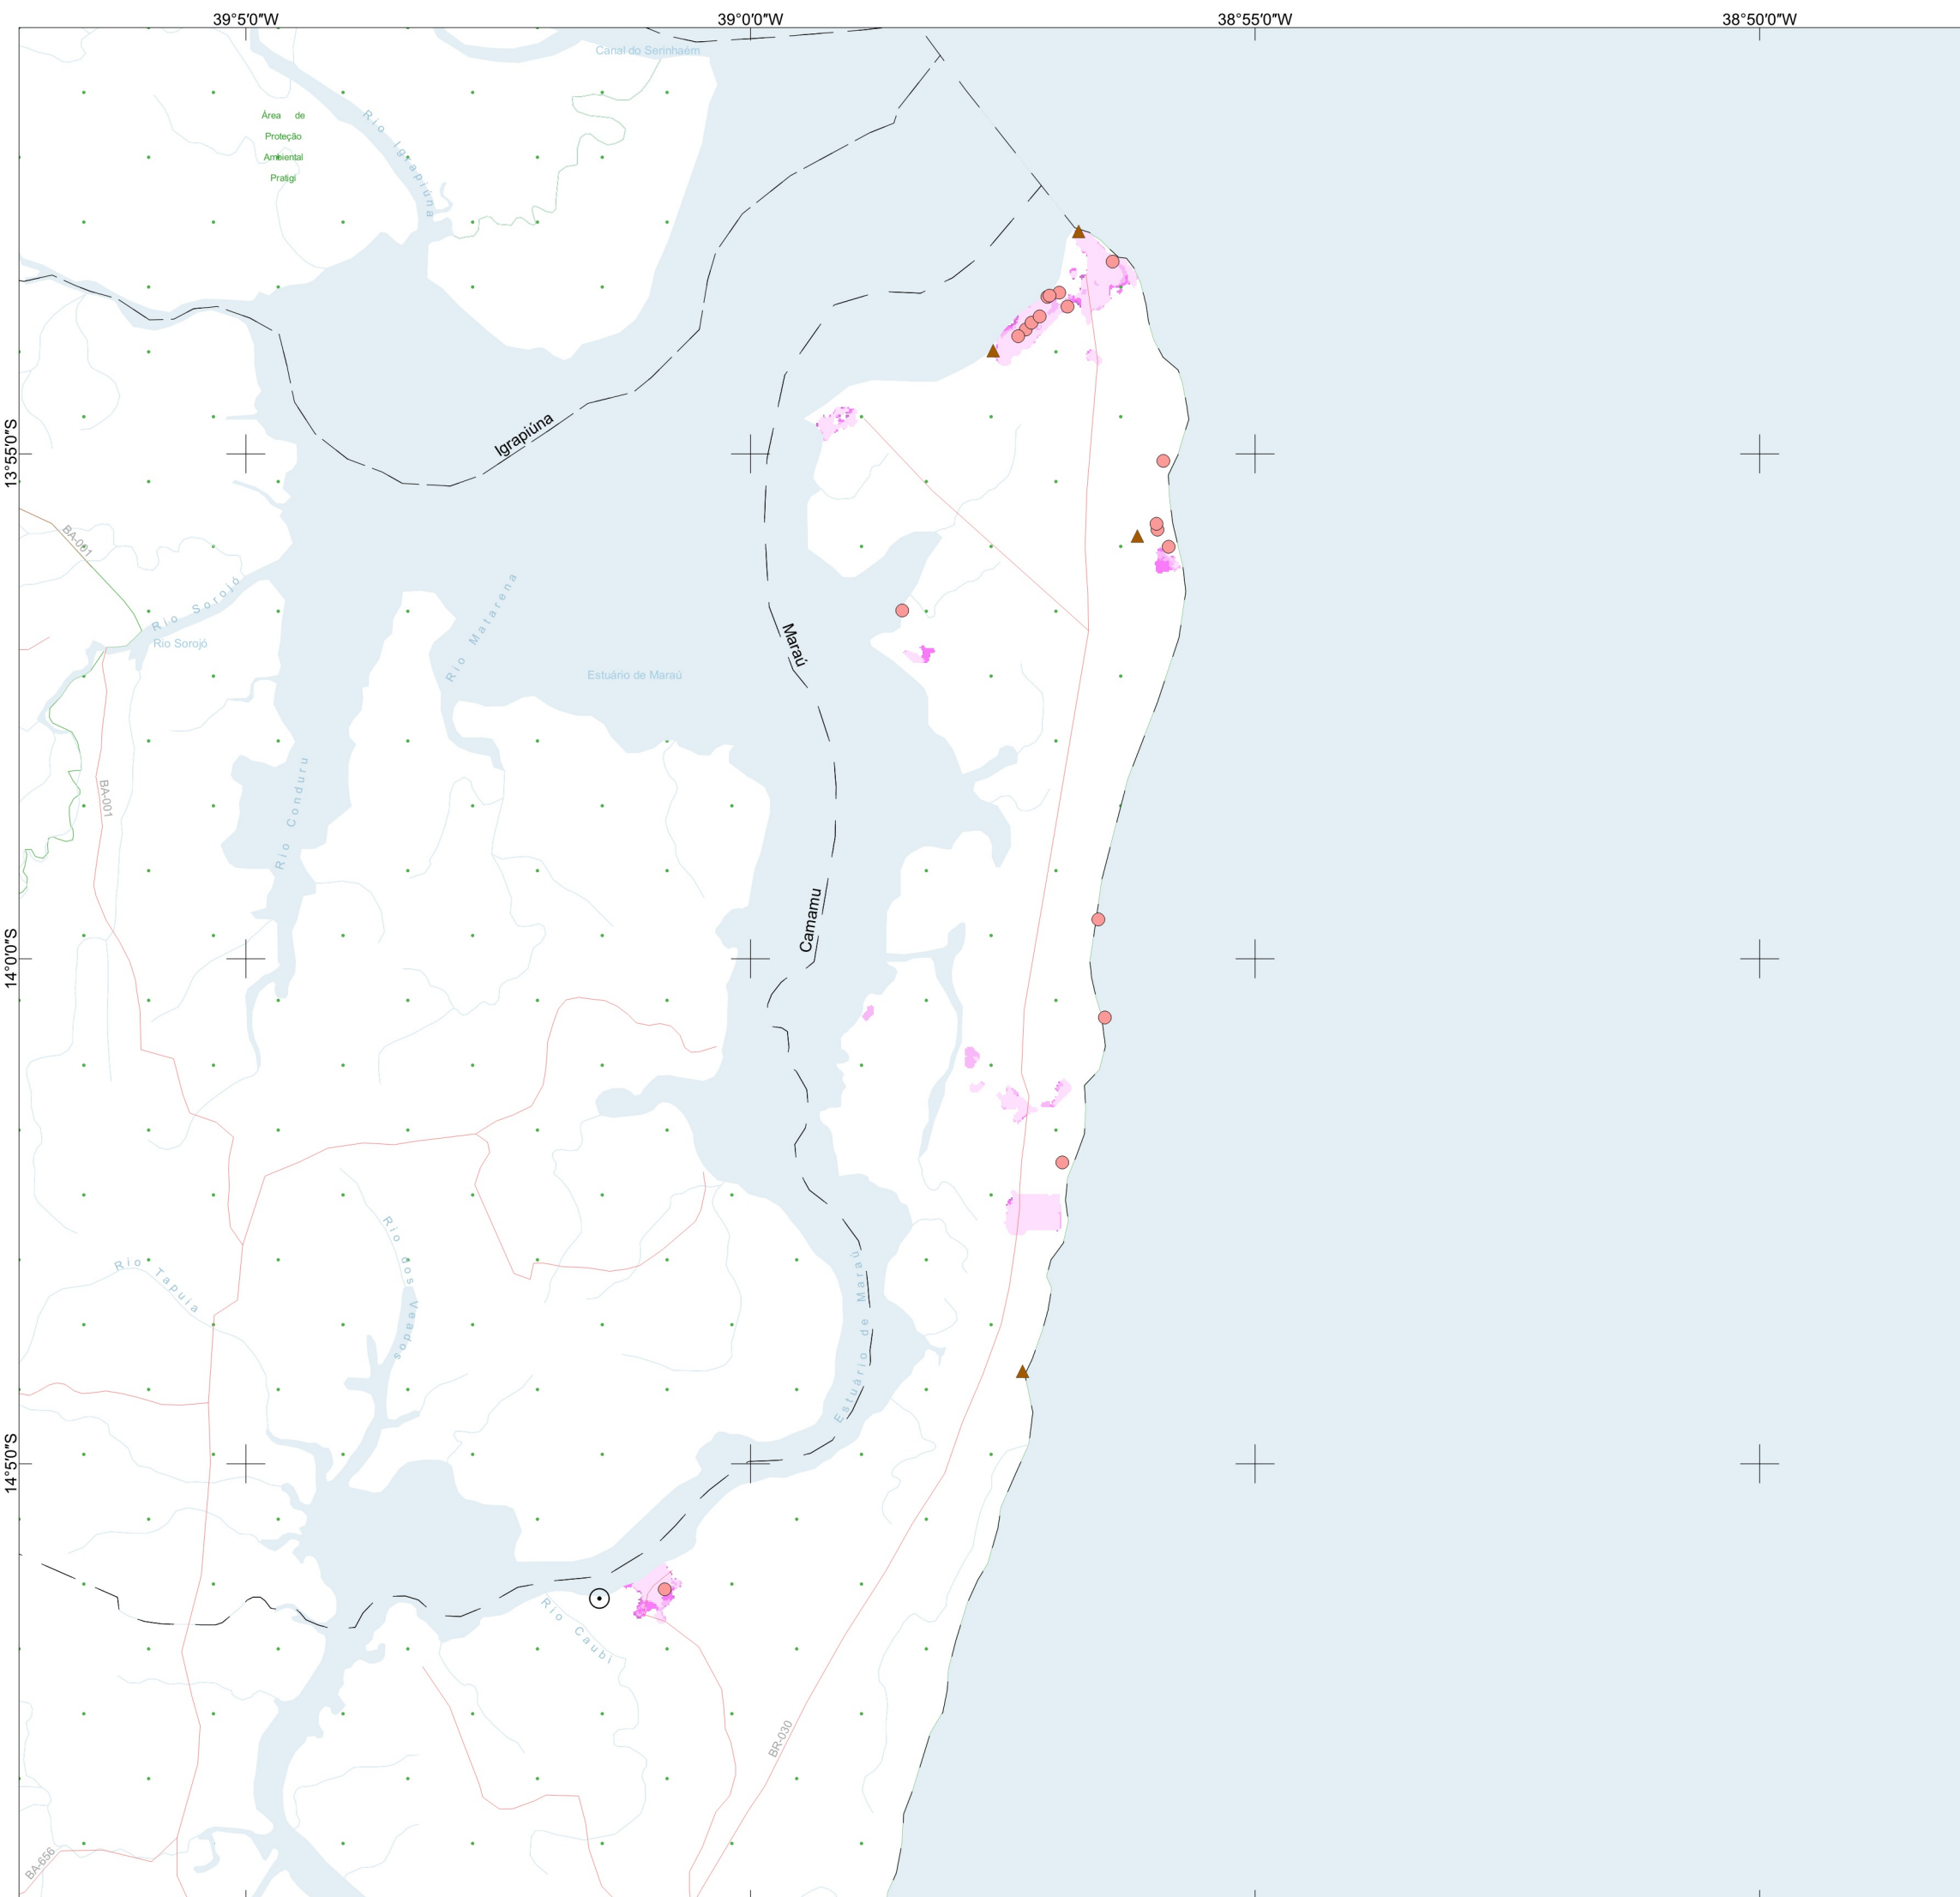 39°5'0"W
39°0'0"W
38°55'0"W
38°50'0"W
Canal do Serinhaém
Rio Igrapiúna
Área de
Proteção
Ambiental
Pratigi
13°55'0"S
Igrapiúna
BA-001
Rio Sorojó
Rio Sorojó
Rio Matarena
Maraú
Estuário de Maraú
BA-001
Rio Conduru
Camamu
14°0'0"S
Rio dos Veados
Rio Tapuia
Estuário de Maraú
14°5'0"S
Rio Caubi
BR-030
BA-656